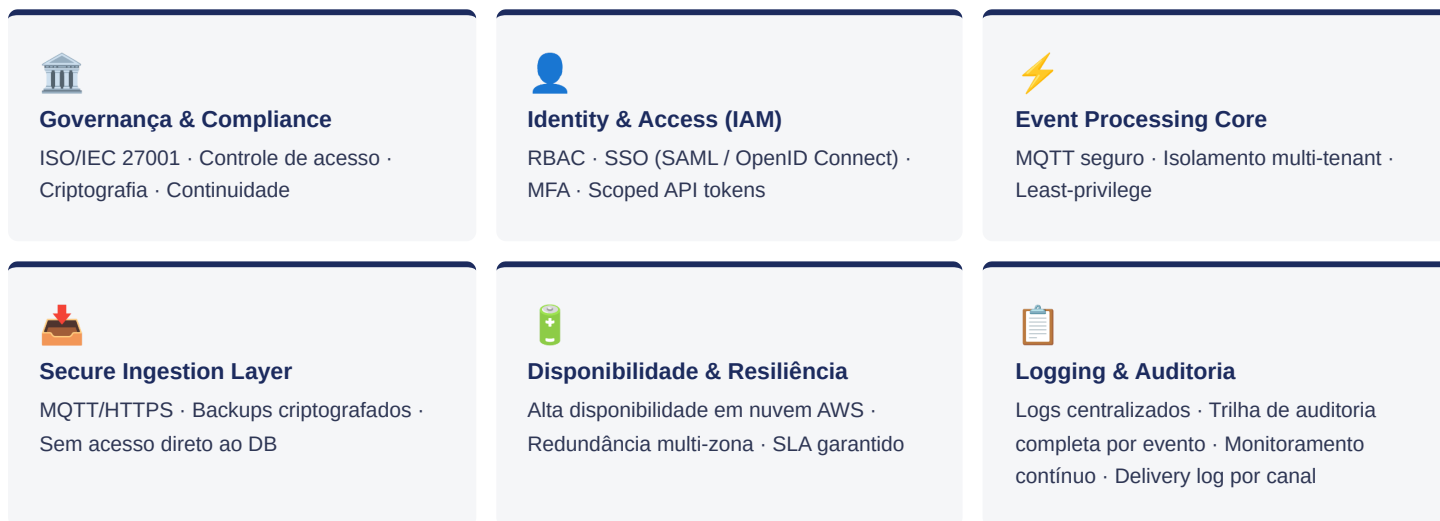 Governança & Compliance
ISO/IEC 27001 · Controle de acesso ·
Criptografia · Continuidade
Identity & Access (IAM)
RBAC · SSO (SAML / OpenID Connect) ·
MFA · Scoped API tokens
Event Processing Core
MQTT seguro · Isolamento multi-tenant ·
Least-privilege
Secure Ingestion Layer
MQTT/HTTPS · Backups criptografados ·
Sem acesso direto ao DB
Disponibilidade & Resiliência
Alta disponibilidade em nuvem AWS ·
Redundância multi-zona · SLA garantido
Logging & Auditoria
Logs centralizados · Trilha de auditoria
completa por evento · Monitoramento
contínuo · Delivery log por canal